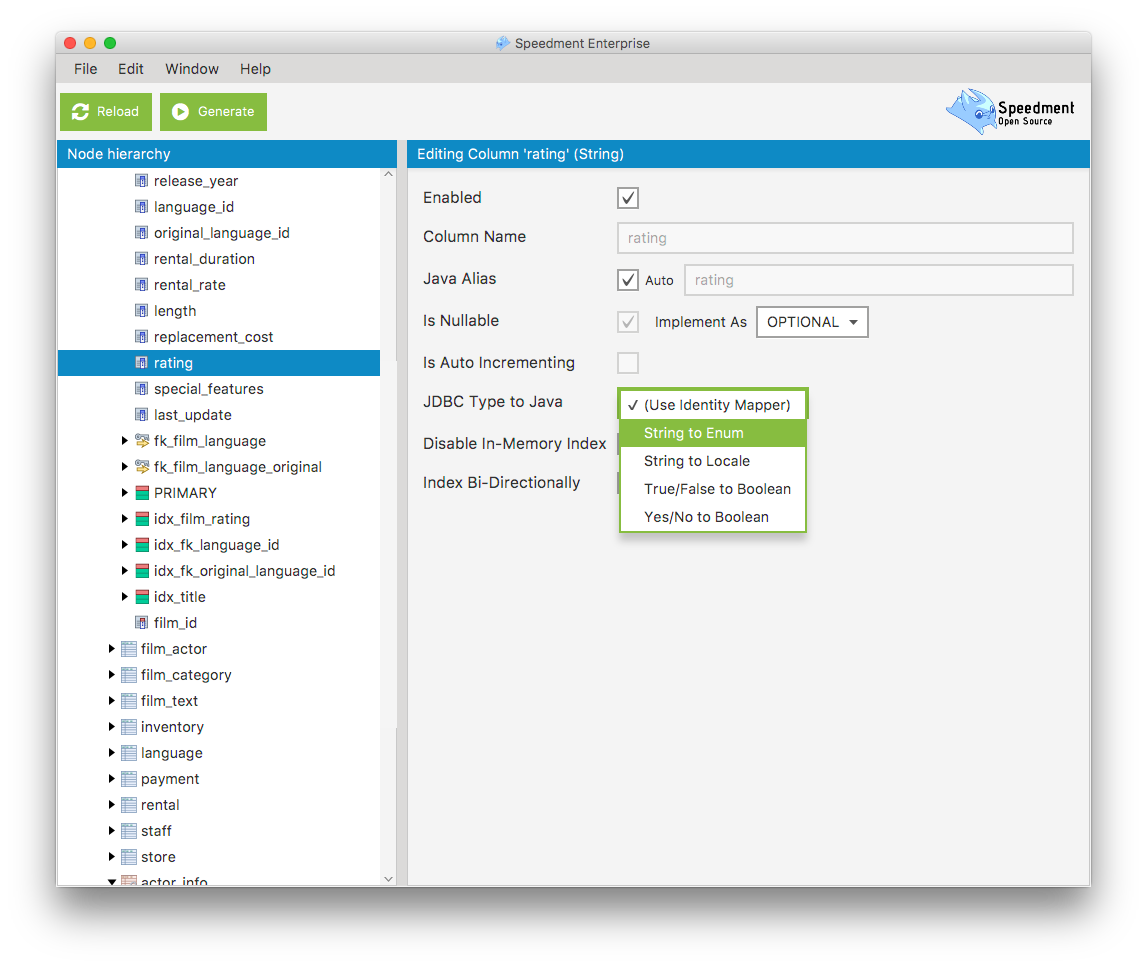 Speedment Enterprise
File Edit Window Help
Reload Generate
Speedment
Open Source
Node hierarchy
release_year
language_id
original_language_id
rental_duration
rental_rate
length
replacement_cost
rating
special_features
last_update
fk_film_language
fk_film_language_original
PRIMARY
idx_film_rating
idx_fk_language_id
idx_fk_original_language_id
idx_title
film_id
film_actor
film_category
film_text
inventory
language
payment
rental
staff
store
actor_info
Editing Column 'rating' (String)
Enabled
Column Name rating
Java Alias Auto rating
Is Nullable Implement As OPTIONAL
Is Auto Incrementing
JDBC Type to Java (Use Identity Mapper)
String to Enum
Disable In-Memory Index
String to Locale
Index Bi-Directionally
True/False to Boolean
Yes/No to Boolean